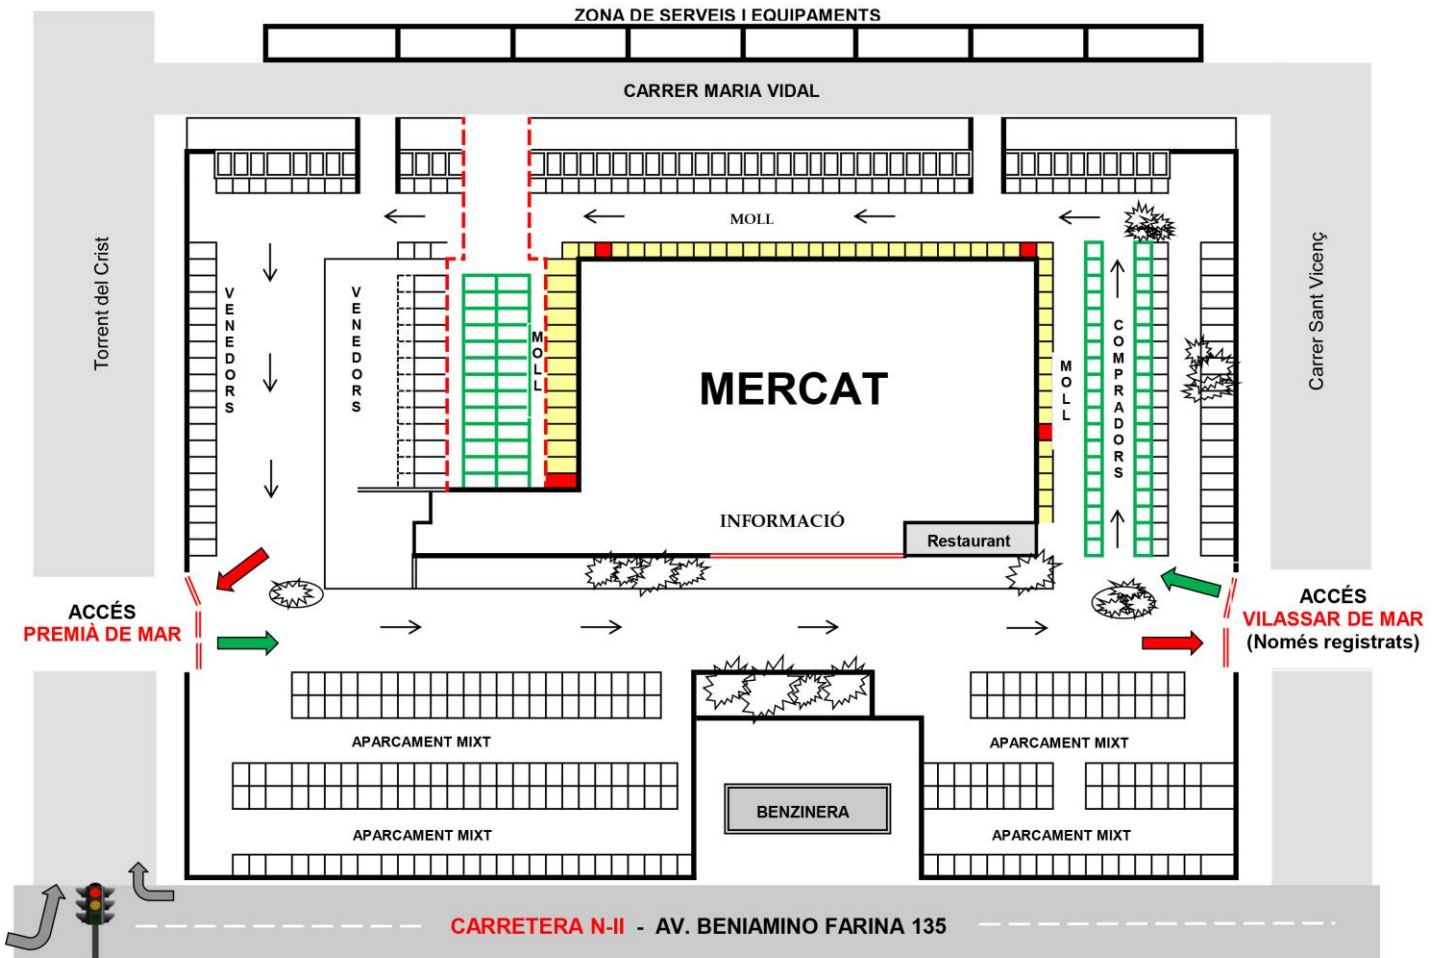 ZONA DE SERVEIS I EQUIPAMENTS
CARRER MARIA VIDAL
MOLL
Torrent del Crist
VENEDORS
VENEDORS
MOLL
MERCAT
MOLL
COMPRADORS
Carrer Sant Vicenç
INFORMACIÓ
Restaurant
ACCÉS
PREMIÀ DE MAR
ACCÉS
VILASSAR DE MAR
(Només registrats)
APARCAMENT MIXT
APARCAMENT MIXT
BENZINERA
APARCAMENT MIXT
APARCAMENT MIXT
CARRETERA N-II - AV. BENIAMINO FARINA 135